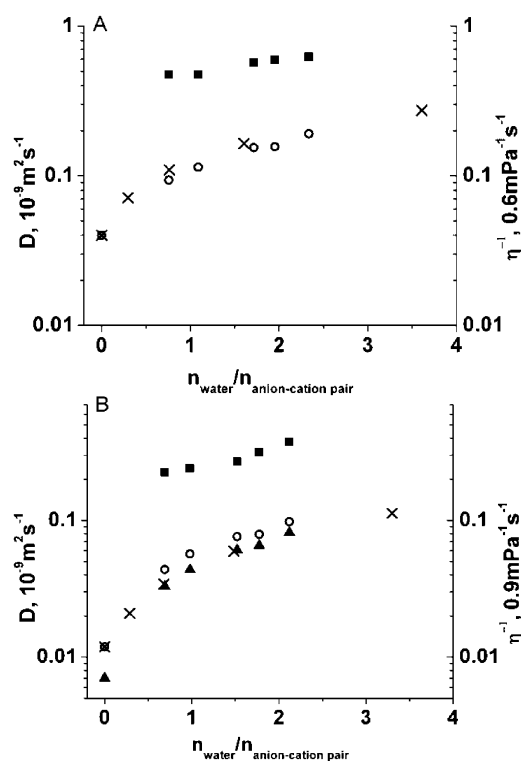 A
1
1
0.1
0.1
0.01
0.01
D, 10⁻⁹m²s⁻¹
η⁻¹, 0.6mPa⁻¹s⁻¹
0 1 2 3 4
n_water/n_anion-cation pair
B
0.1
0.1
0.01
0.01
D, 10⁻⁹m²s⁻¹
η⁻¹, 0.9mPa⁻¹s⁻¹
0 1 2 3 4
n_water/n_anion-cation pair